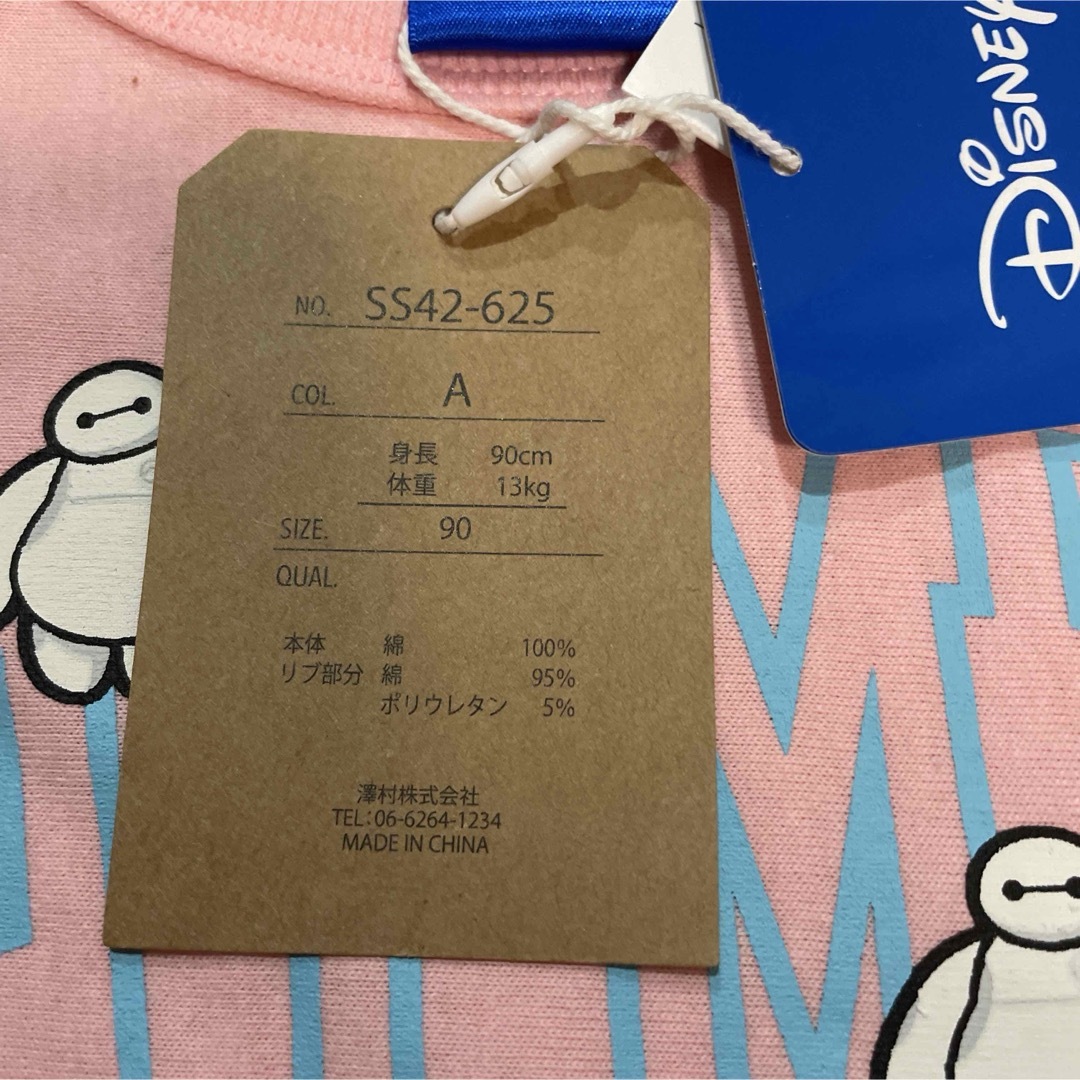 NO. SS42-625
COL. A
身長 90cm
体重 13kg
SIZE. 90
QUAL.
本体 綿 100%
リブ部分 綿 95%
ポリウレタン 5%
澤村株式会社
TEL:06-6264-1234
MADE IN CHINA
DISNEY